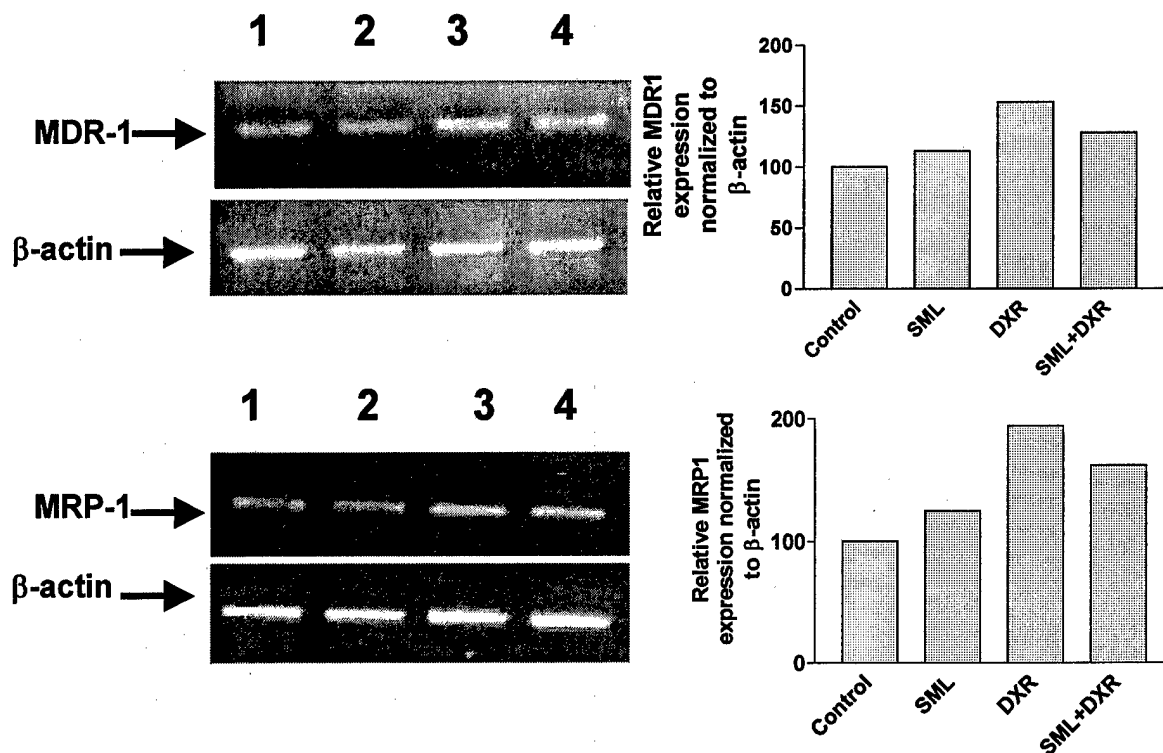 1 2 3 4
MDR-1
β-actin
Relative MDR1
expression
normalized to
β-actin
200
150
100
50
0
Control
SML
DXR
SML+DXR
1 2 3 4
MRP-1
β-actin
Relative MRP1
expression normalized
to β-actin
200
100
0
Control
SML
DXR
SML+DXR